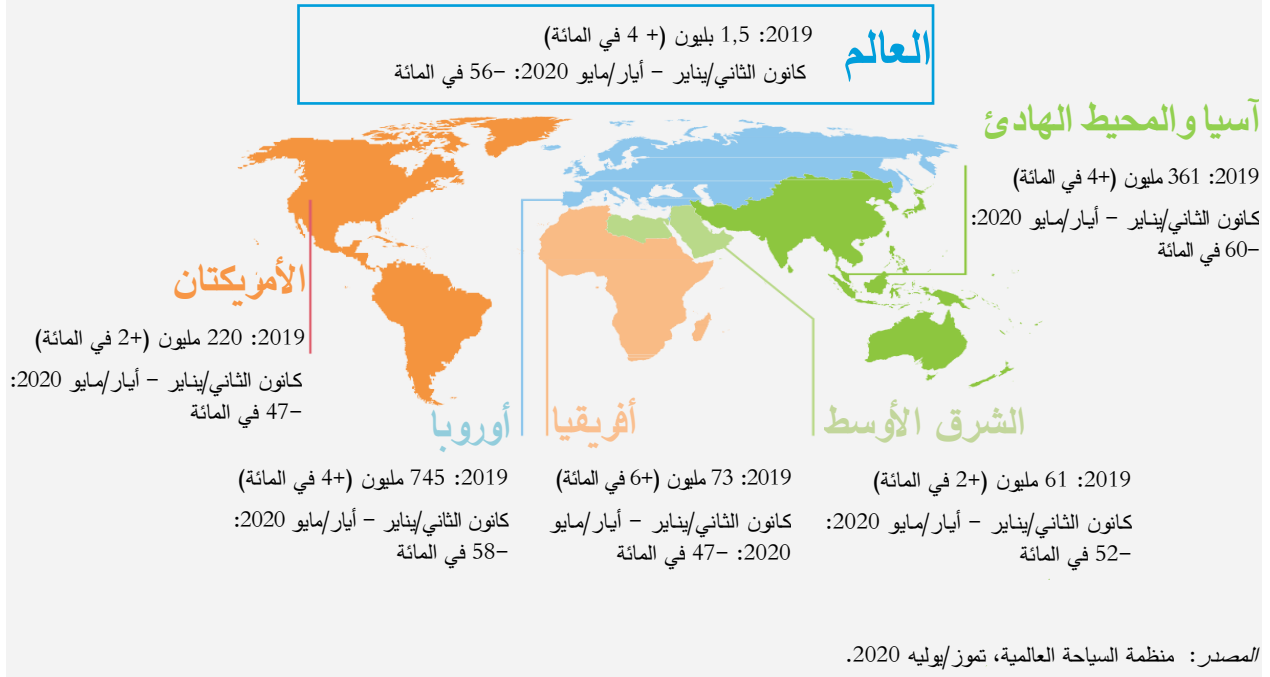 العالم
2019: 1,5 بليون (+ 4 في المائة)
كانون الثاني/يناير – أيار/مايو 2020: –56 في المائة
آسيا والمحيط الهادئ
2019: 361 مليون (+4 في المائة)
كانون الثاني/يناير – أيار/مايو 2020:
–60 في المائة
الأمريكتان
2019: 220 مليون (+2 في المائة)
كانون الثاني/يناير – أيار/مايو 2020:
–47 في المائة
الشرق الأوسط
2019: 61 مليون (+2 في المائة)
كانون الثاني/يناير – أيار/مايو 2020:
–52 في المائة
أفريقيا
2019: 73 مليون (+6 في المائة)
كانون الثاني/يناير – أيار/مايو
2020: –47 في المائة
أوروبا
2019: 745 مليون (+4 في المائة)
كانون الثاني/يناير – أيار/مايو 2020:
–58 في المائة
المصدر: منظمة السياحة العالمية، تموز/يوليه 2020.